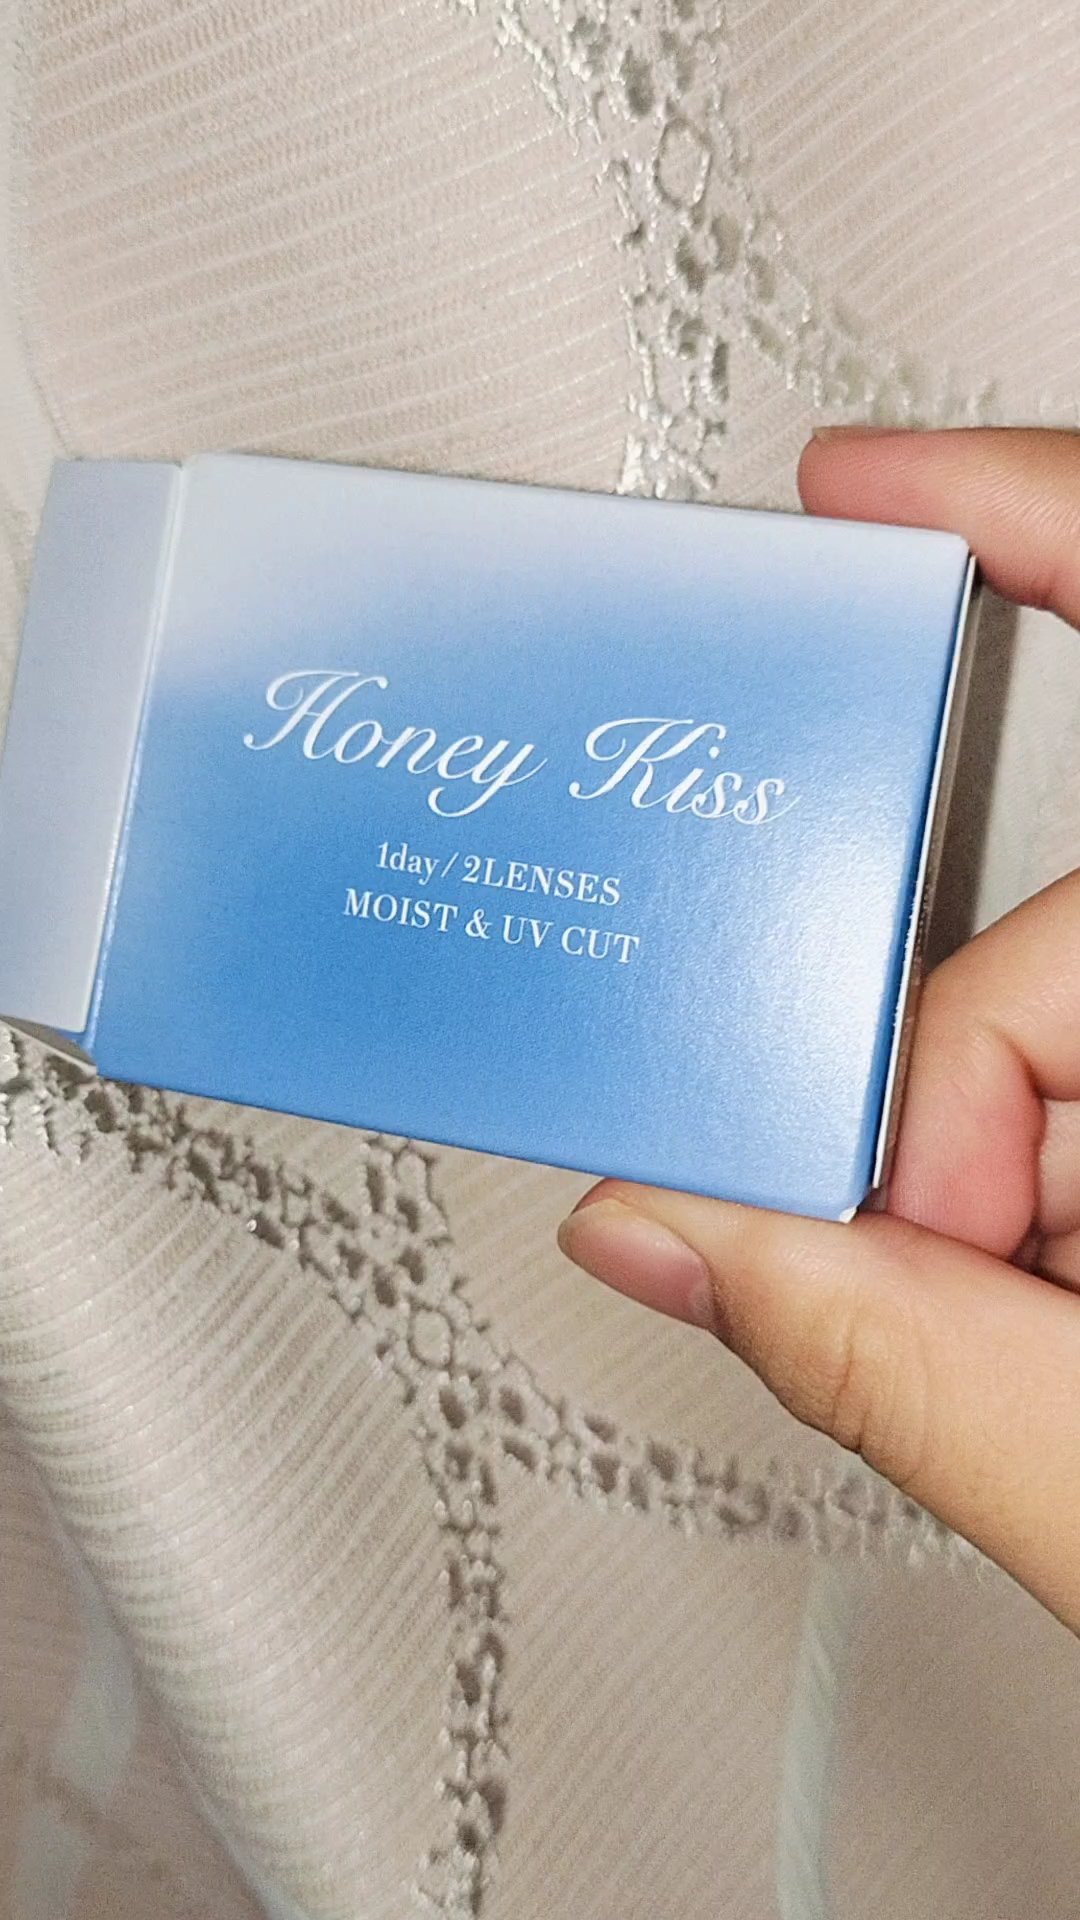 Honey Kiss
1day / 2LENSES
MOIST & UV CUT